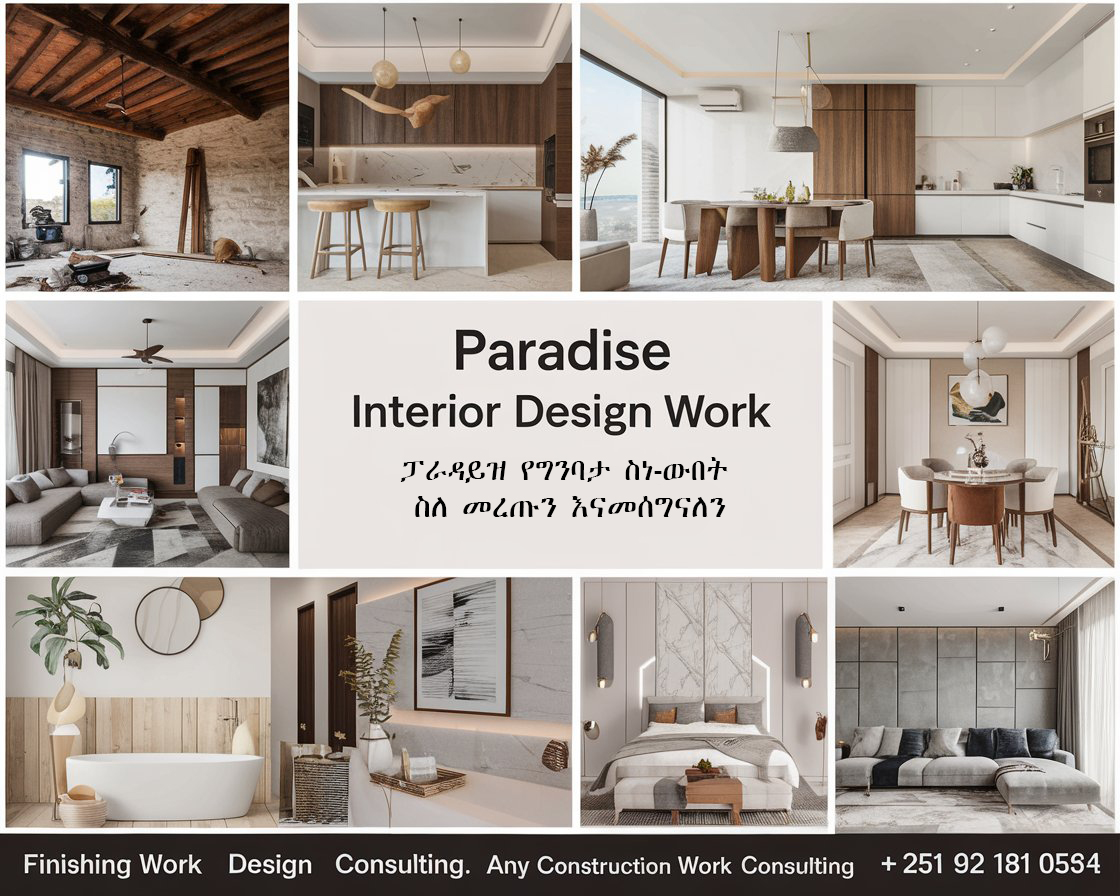 Paradise
Interior Design Work
ፓራዳይዝ የግንባታ ስነ-ውበት
ስለ መረጡን እናመሰግናለን
Finishing Work Design Consulting. Any Construction Work Consulting + 251 92 181 0594